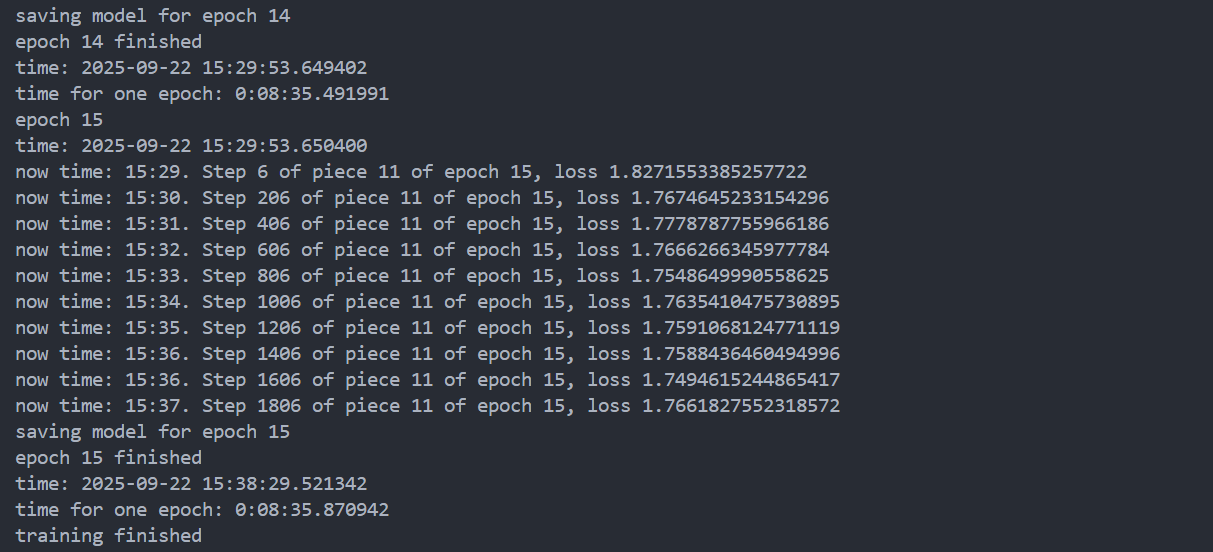 saving model for epoch 14
epoch 14 finished
time: 2025-09-22 15:29:53.649402
time for one epoch: 0:08:35.491991
epoch 15
time: 2025-09-22 15:29:53.650400
now time: 15:29. Step 6 of piece 11 of epoch 15, loss 1.8271553385257722
now time: 15:30. Step 206 of piece 11 of epoch 15, loss 1.7674645233154296
now time: 15:31. Step 406 of piece 11 of epoch 15, loss 1.7778787755966186
now time: 15:32. Step 606 of piece 11 of epoch 15, loss 1.7666266345977784
now time: 15:33. Step 806 of piece 11 of epoch 15, loss 1.7548649990558625
now time: 15:34. Step 1006 of piece 11 of epoch 15, loss 1.7635410475730895
now time: 15:35. Step 1206 of piece 11 of epoch 15, loss 1.7591068124771119
now time: 15:36. Step 1406 of piece 11 of epoch 15, loss 1.7588436460494996
now time: 15:36. Step 1606 of piece 11 of epoch 15, loss 1.7494615244865417
now time: 15:37. Step 1806 of piece 11 of epoch 15, loss 1.7661827552318572
saving model for epoch 15
epoch 15 finished
time: 2025-09-22 15:38:29.521342
time for one epoch: 0:08:35.870942
training finished